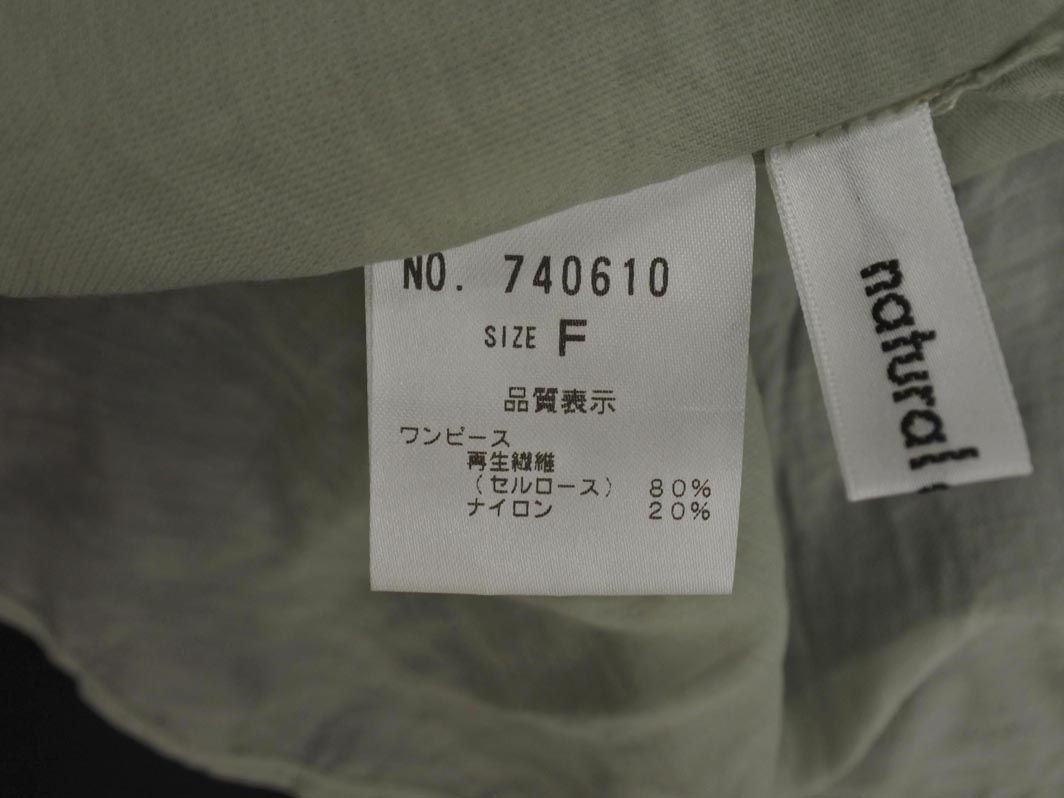 NO. 740610
SIZE F
品質表示
ワンピース
再生繊維
(セルロース) 80%
ナイロン 20%
natural